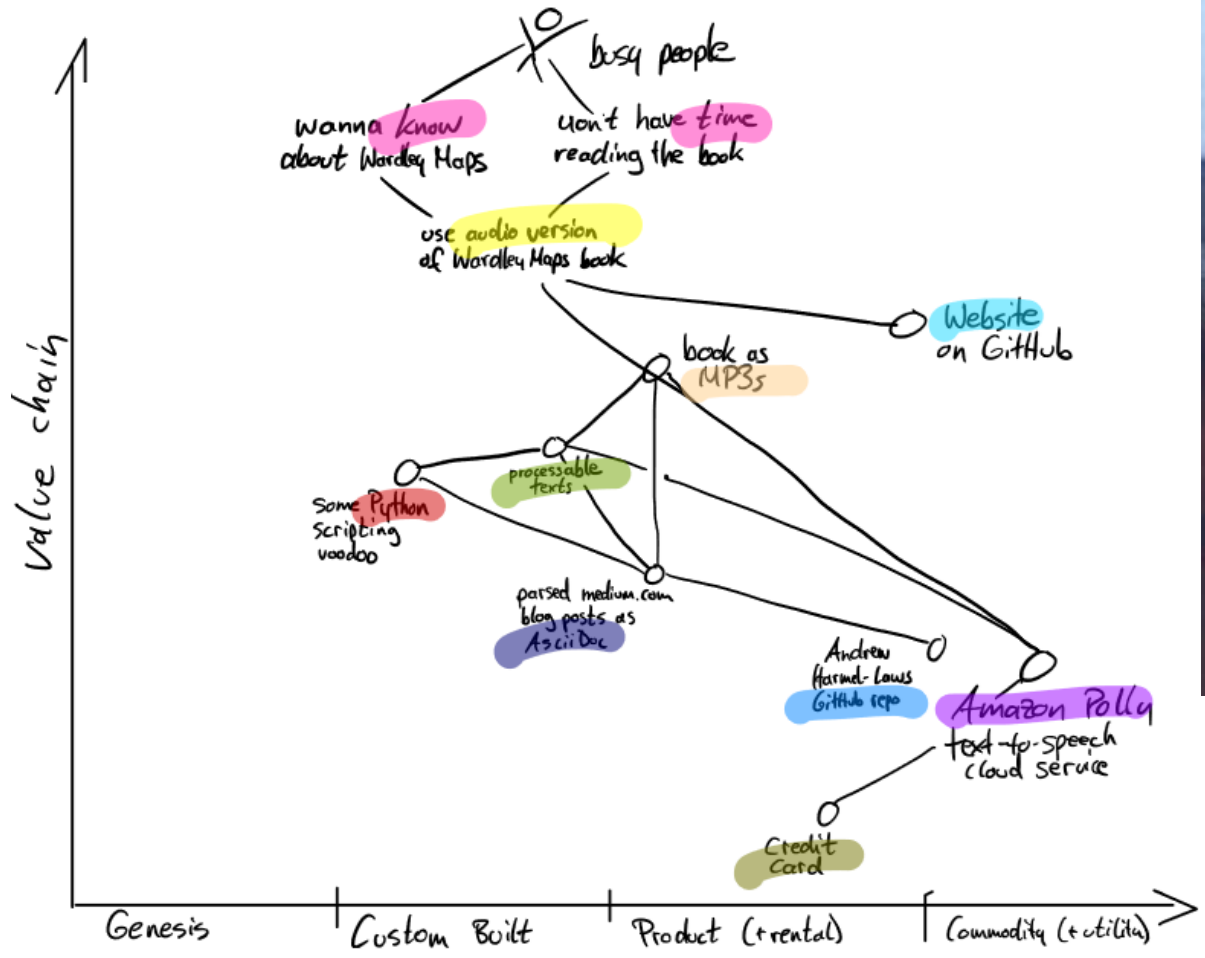 busy people
wanna know
about Wardley Maps
don't have time
reading the book
use audio version
of Wardley Maps book
Website
on GitHub
book as
MP3s
processable
texts
some Python
scripting
voodoo
parsed medium.com
blog posts as
AsciiDoc
Andrew
Harmel-Laws
GitHub repo
Amazon Polly
text-to-speech
cloud service
Credit
Card
value chain
Genesis
Custom Built
Product (+rental)
Commodity (+utility)